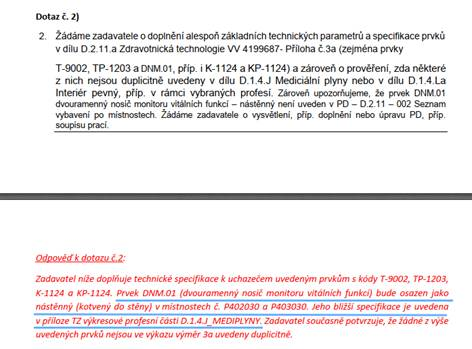 Dotaz č. 2)
2. Žádáme zadavatele o doplnění alespoň základních technických parametrů a specifikace prvků
v dílu D.2.11.a Zdravotnická technologie VV 4199687- Příloha č.3a (zejména prvky
T-9002, TP-1203 a DNM.01, příp. i K-1124 a KP-1124) a zároveň o prověření, zda některé
z nich nejsou duplicitně uvedeny v dílu D.1.4.J Mediciální plyny nebo v dílu D.1.4.La
Interiér pevný, příp. v rámci vybraných profesí. Zároveň upozorňujeme, že prvek DNM.01
dvouramenný nosič monitoru vitálních funkcí – nástěnný není uveden v PD – D.2.11 – 002 Seznam
vybavení po místnostech. Žádáme zadavatele o vysvětlení, příp. doplnění nebo úpravu PD, příp.
soupisu prací.
Odpověď k dotazu č.2:
Zadavatel níže doplňuje technické specifikace k uchazečem uvedeným prvkům s kódy T-9002, TP-1203,
K-1124 a KP-1124. Prvek DNM.01 (dvouramenný nosič monitoru vitálních funkcí) bude osazen jako
nástěnný (kotvený do stěny) v místnostech č. P402030 a P403030. Jeho bližší specifikace je uvedena
v příloze TZ výkresové profesní části D.1.4.J_MEDIPLYNY. Zadavatel současně potvrzuje, že žádné z výše
uvedených prvků nejsou ve výkazu výměr 3a uvedeny duplicitně.